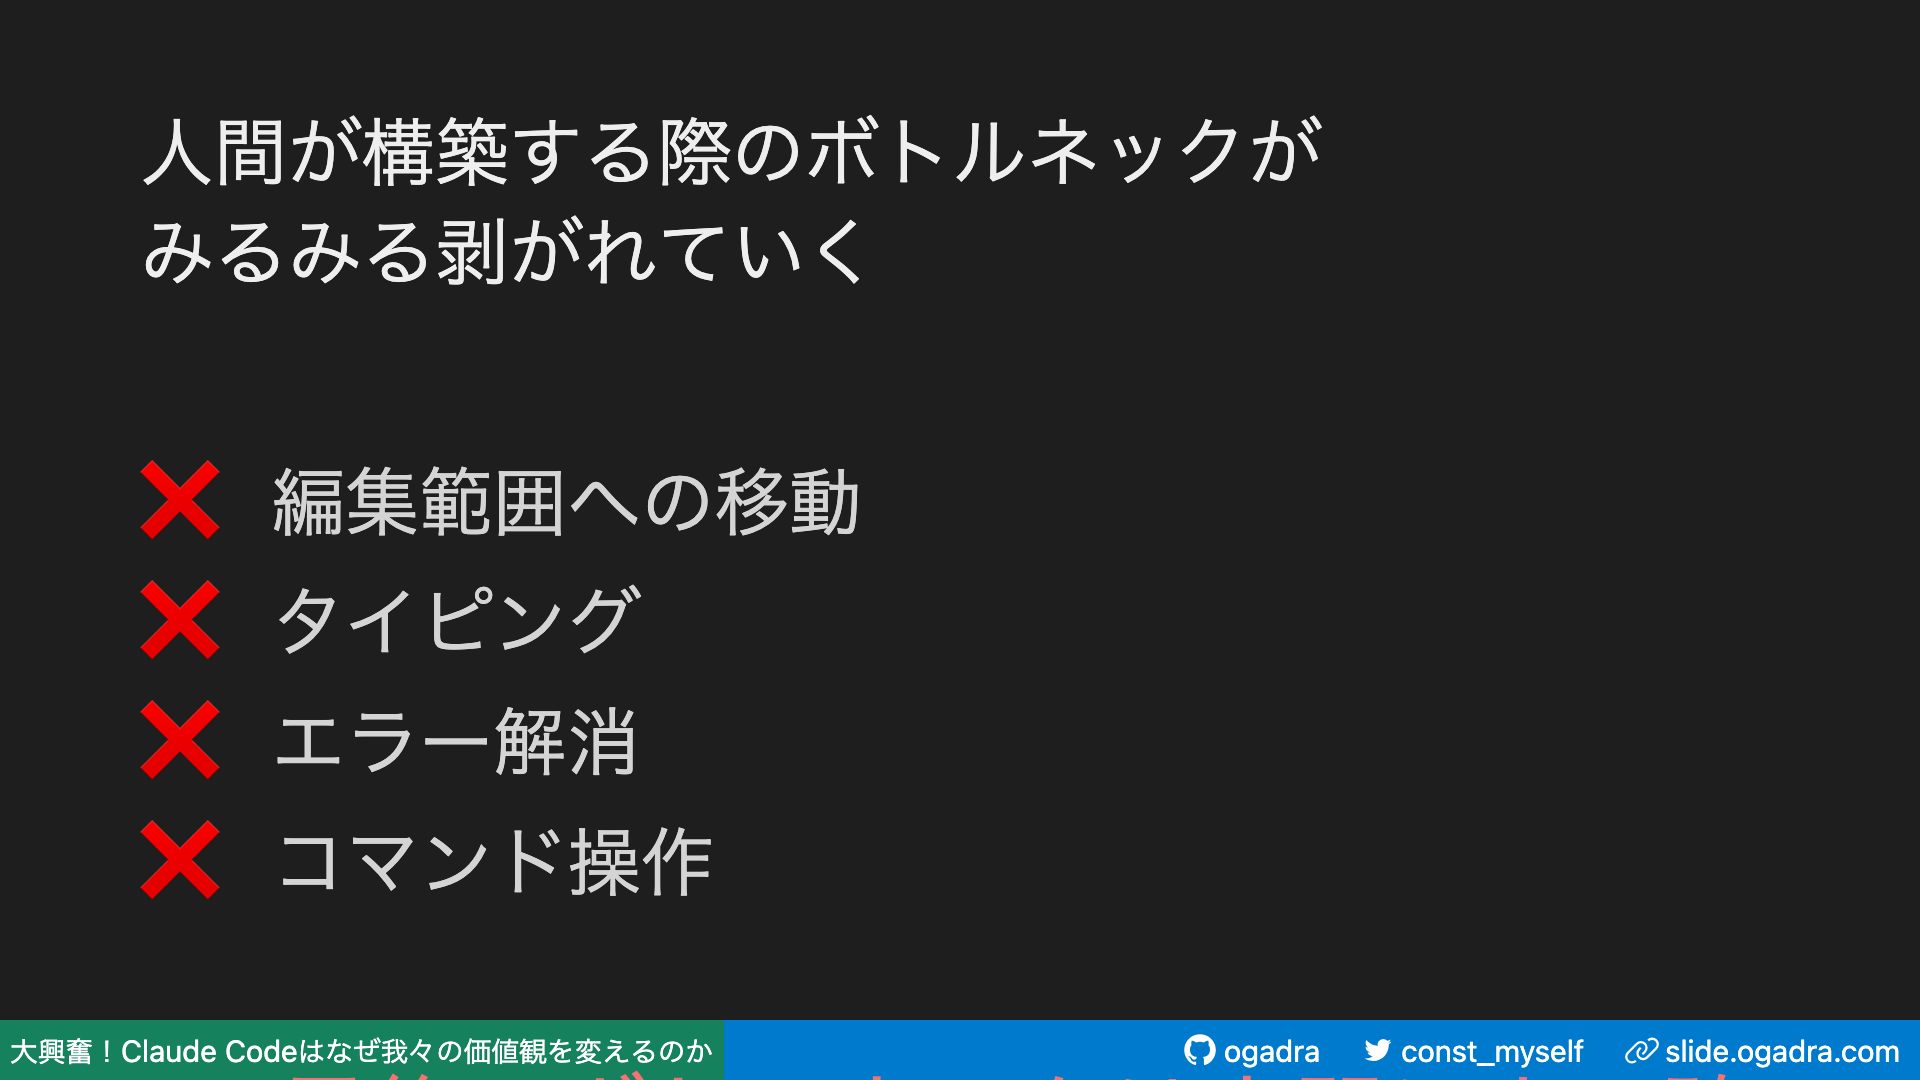 人間が構築する際のボトルネックが
みるみる剥がれていく
❌ 編集範囲への移動
❌ タイピング
❌ エラー解消
❌ コマンド操作
大興奮！Claude Codeはなぜ我々の価値観を変えるのか
ogadra
const_myself
slide.ogadra.com